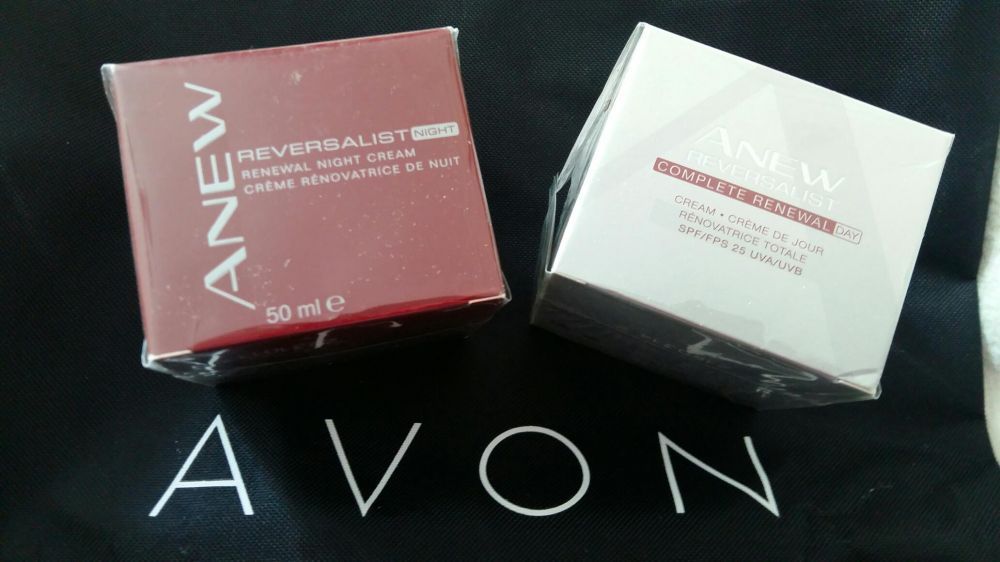 ANEW
REVERSALIST NIGHT
RENEWAL NIGHT CREAM
CRÈME RÉNOVATRICE DE NUIT
50 ml e
ANEW
REVERSALIST
COMPLETE RENEWAL DAY
CREAM • CRÈME DE JOUR
RÉNOVATRICE TOTALE
SPF/FPS 25 UVA/UVB
AVON